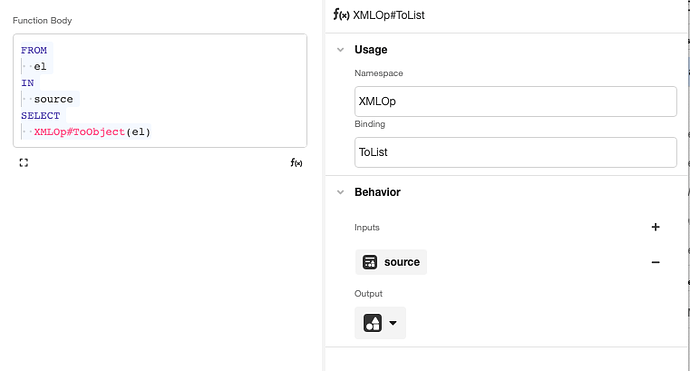 Function Body
FROM
el
IN
source
SELECT
XMLOp#ToObject(el)
f(x)
f(x) XMLOp#ToList
Usage
Namespace
XMLOp
Binding
ToList
Behavior
Inputs
+
source
−
Output